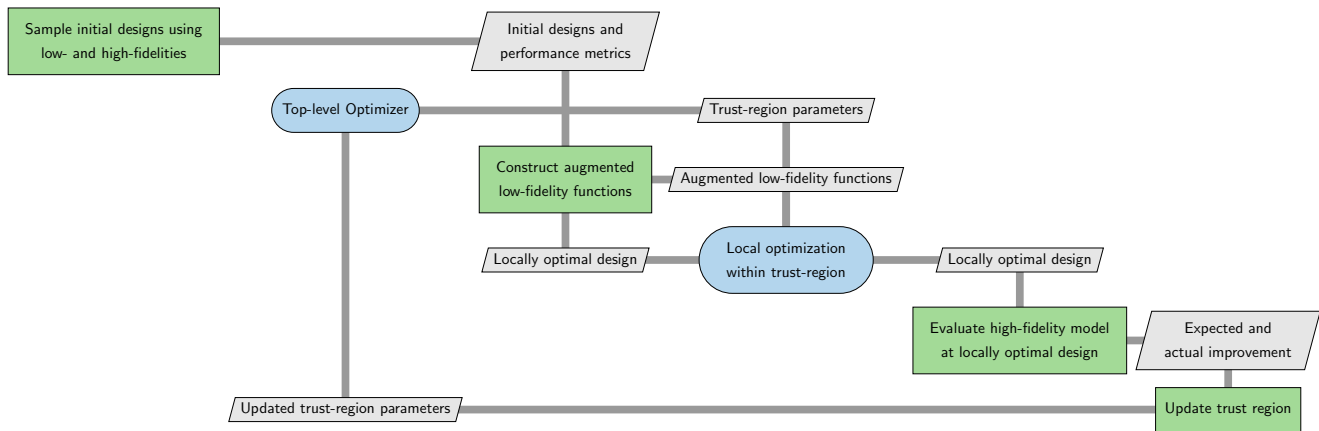 Sample initial designs using
low- and high-fidelities
Initial designs and
performance metrics
Top-level Optimizer
Trust-region parameters
Construct augmented
low-fidelity functions
Augmented low-fidelity functions
Locally optimal design
Local optimization
within trust-region
Locally optimal design
Evaluate high-fidelity model
at locally optimal design
Expected and
actual improvement
Updated trust-region parameters
Update trust region